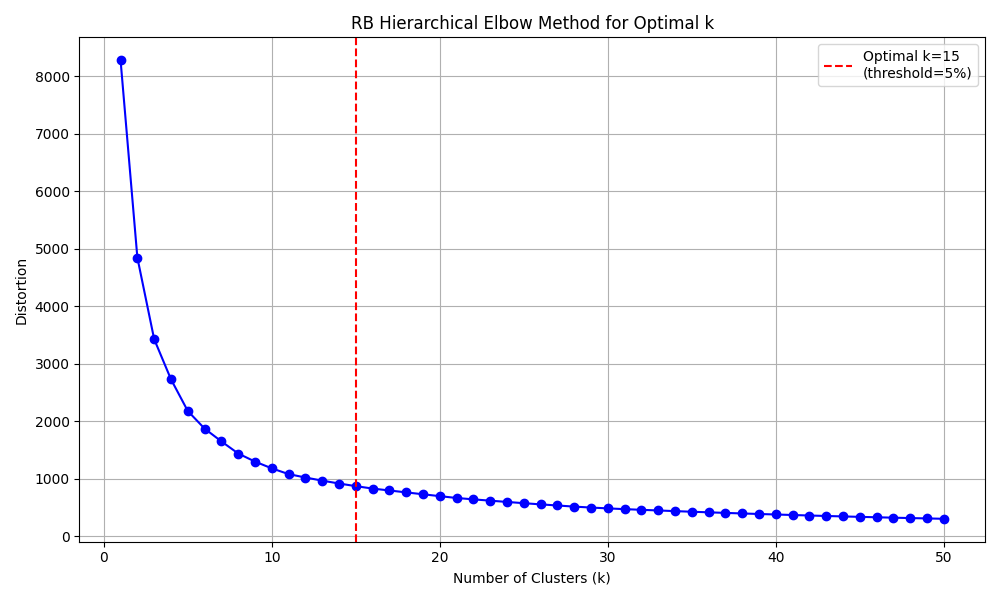 RB Hierarchical Elbow Method for Optimal k
Optimal k=15
(threshold=5%)
8000
7000
6000
5000
4000
3000
2000
1000
0
Distortion
0 10 20 30 40 50
Number of Clusters (k)